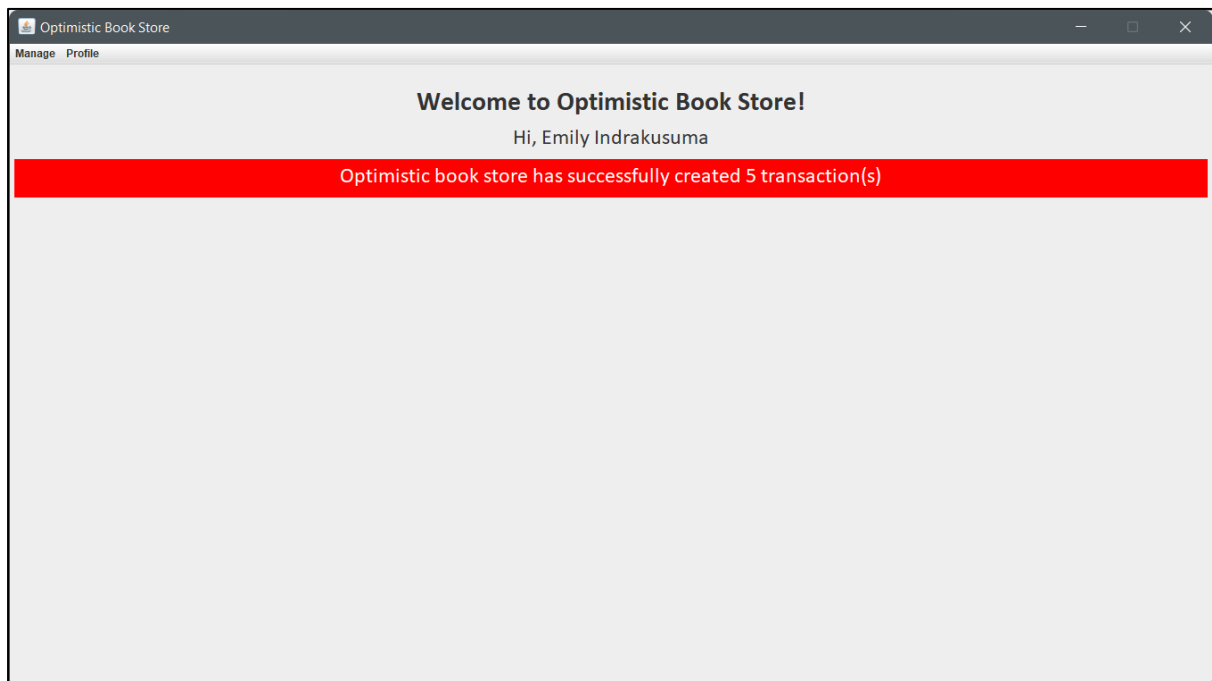 Optimistic Book Store
Manage Profile
Welcome to Optimistic Book Store!
Hi, Emily Indrakusuma
Optimistic book store has successfully created 5 transaction(s)